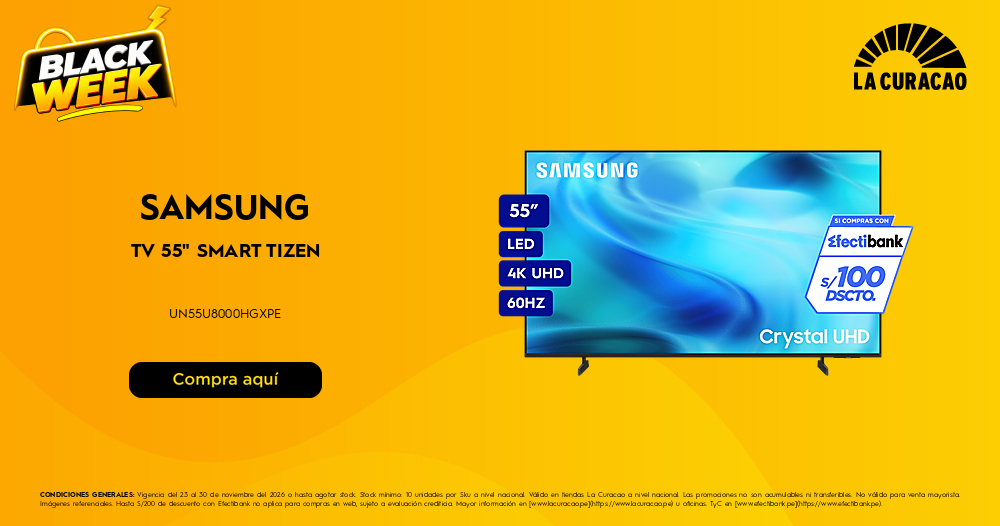 BLACK
WEEK
LA CURACAO
SAMSUNG
TV 55" SMART TIZEN
UN55U8000HGXPE
Compra aquí
SAMSUNG
55”
LED
4K UHD
60HZ
SI COMPRAS CON
Efectibank
S/100
DSCTO.
Crystal UHD
CONDICIONES GENERALES: Vigencia del 23 al 30 de noviembre del 2026 o hasta agotar stock. Stock mínimo: 10 unidades por Sku a nivel nacional. Válido en tiendas La Curacao a nivel nacional. Las promociones no son acumulables ni transferibles. No válido para venta mayorista.
Imágenes referenciales. Hasta S/200 de descuento con Efectibank no aplica para compras en web, sujeto a evaluación crediticia. Mayor información en [www.lacuracao.pe](https://www.lacuracao.pe) u oficinas. TyC en [www.efectibank.pe](https://www.efectibank.pe).